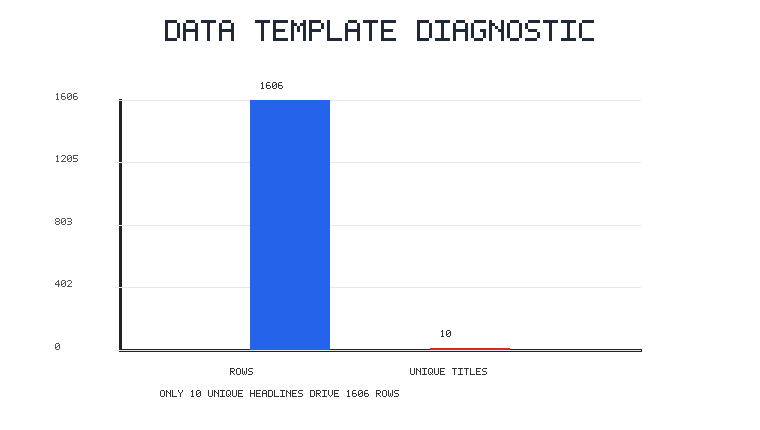 DATA TEMPLATE DIAGNOSTIC
1606
1606
1205
803
402
10
0
ROWS UNIQUE TITLES
ONLY 10 UNIQUE HEADLINES DRIVE 1606 ROWS